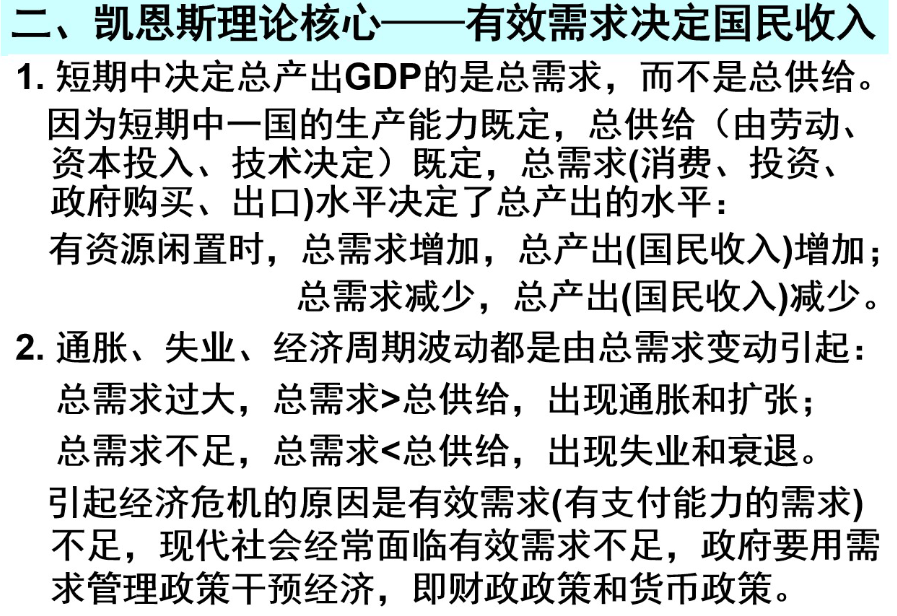 二、凯恩斯理论核心——有效需求决定国民收入
1. 短期中决定总产出GDP的是总需求，而不是总供给。
因为短期中一国的生产能力既定，总供给（由劳动、
资本投入、技术决定）既定，总需求(消费、投资、
政府购买、出口)水平决定了总产出的水平：
有资源闲置时，总需求增加，总产出(国民收入)增加；
总需求减少，总产出(国民收入)减少。
2. 通胀、失业、经济周期波动都是由总需求变动引起：
总需求过大，总需求>总供给，出现通胀和扩张；
总需求不足，总需求<总供给，出现失业和衰退。
引起经济危机的原因是有效需求(有支付能力的需求)
不足，现代社会经常面临有效需求不足，政府要用需
求管理政策干预经济，即财政政策和货币政策。